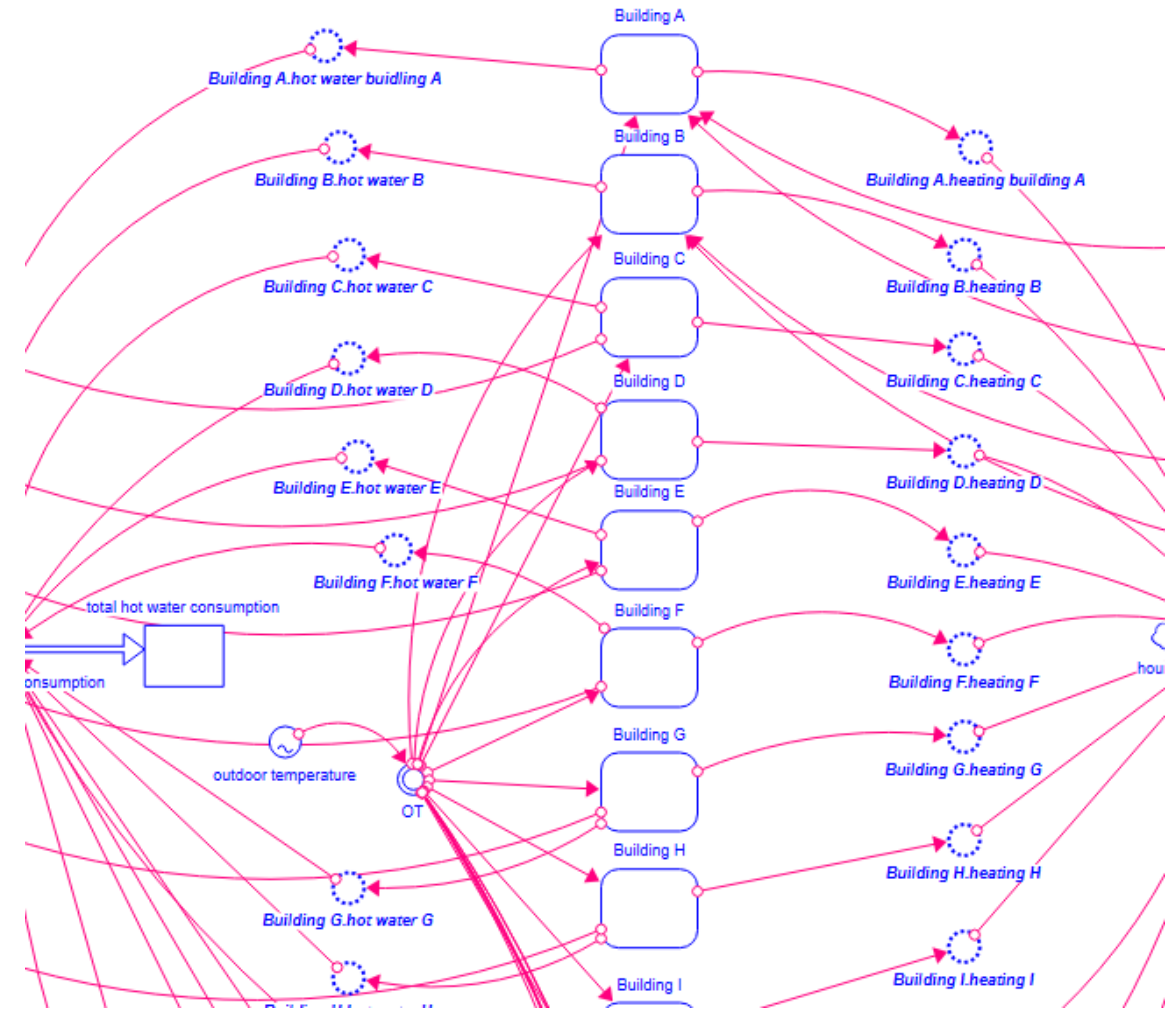 Building A
Building A.hot water buidling A
Building B
Building B.hot water B
Building A.heating building A
Building C
Building C.hot water C
Building B.heating B
Building D
Building D.hot water D
Building C.heating C
Building E
Building E.hot water E
Building D.heating D
Building F.hot water F
Building E.heating E
total hot water consumption
Building F
onsumption
Building F.heating F
hou
outdoor temperature
Building G
Building G.heating G
OT
Building H
Building H.heating H
Building G.hot water G
Building I
Building I.heating I